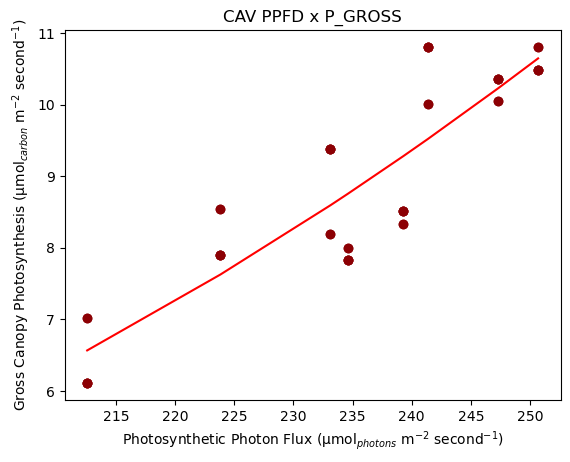 CAV PPFD x P_GROSS
Gross Canopy Photosynthesis (μmol_carbon m⁻² second⁻¹)
11
10
9
8
7
6
215 220 225 230 235 240 245 250
Photosynthetic Photon Flux (μmol_photons m⁻² second⁻¹)